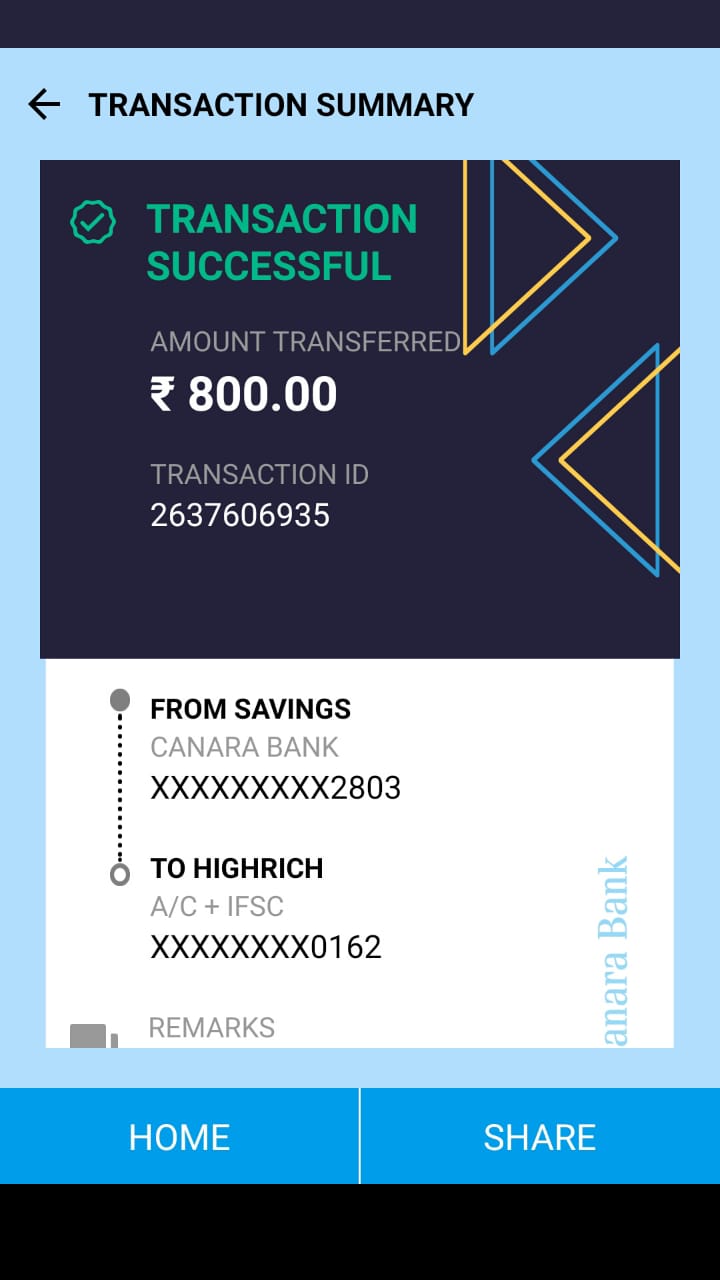 TRANSACTION SUMMARY
TRANSACTION
SUCCESSFUL
AMOUNT TRANSFERRED
₹ 800.00
TRANSACTION ID
2637606935
FROM SAVINGS
CANARA BANK
XXXXXXXXX2803
TO HIGHRICH
A/C + IFSC
XXXXXXXX0162
anara Bank
REMARKS
HOME
SHARE